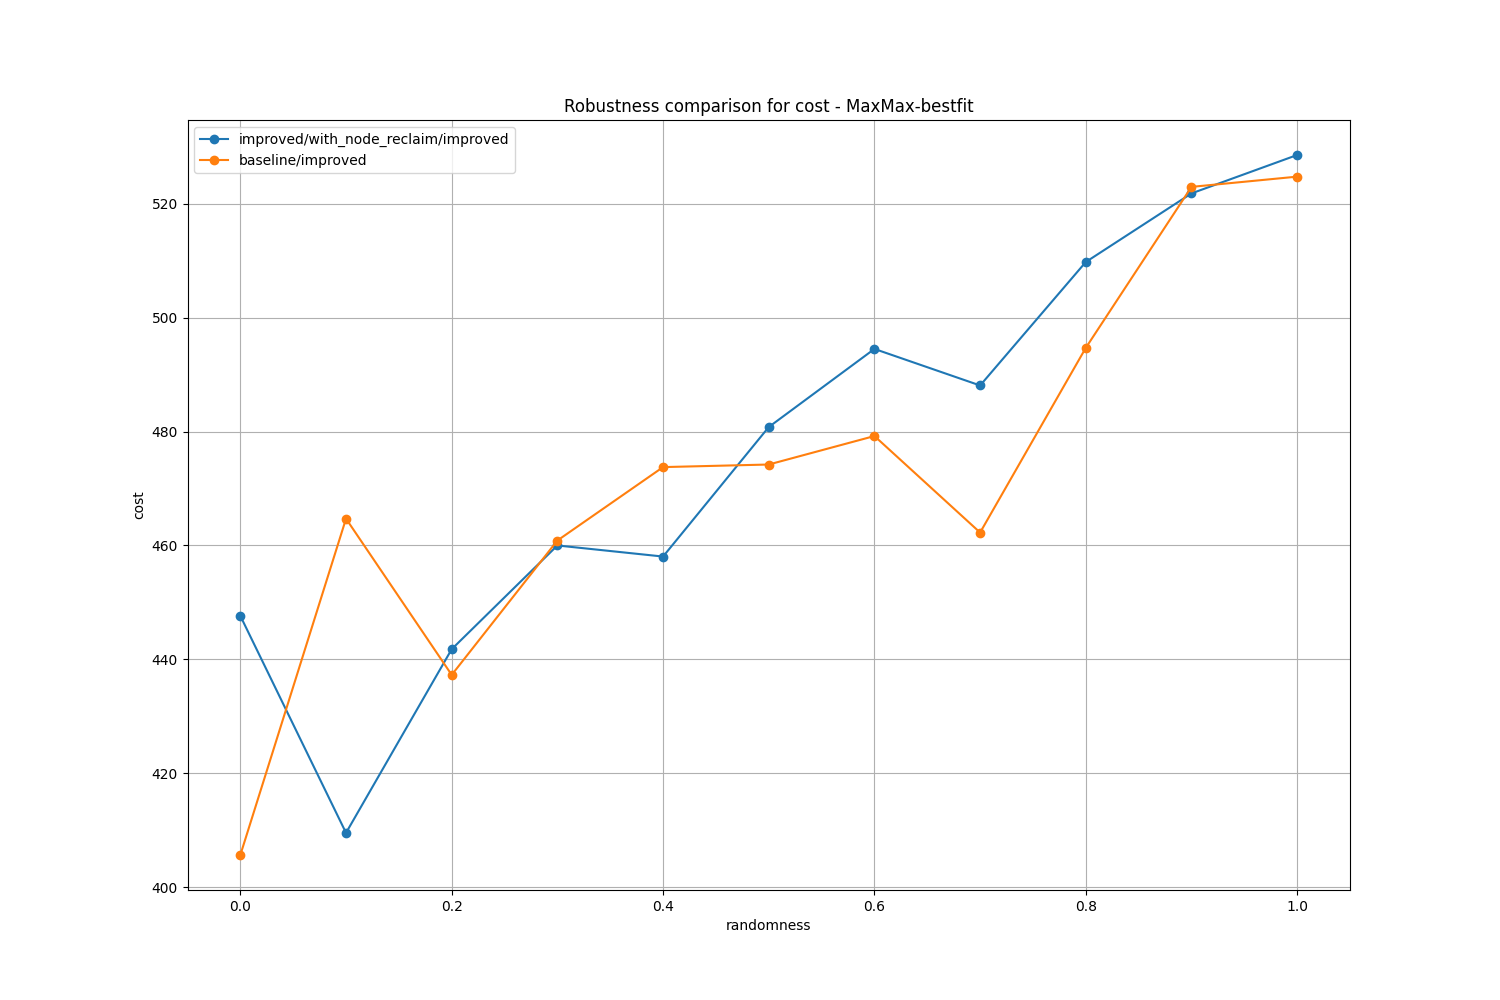 Robustness comparison for cost - MaxMax-bestfit
improved/with_node_reclaim/improved
baseline/improved
520
500
480
460
440
420
400
cost
0.0 0.2 0.4 0.6 0.8 1.0
randomness